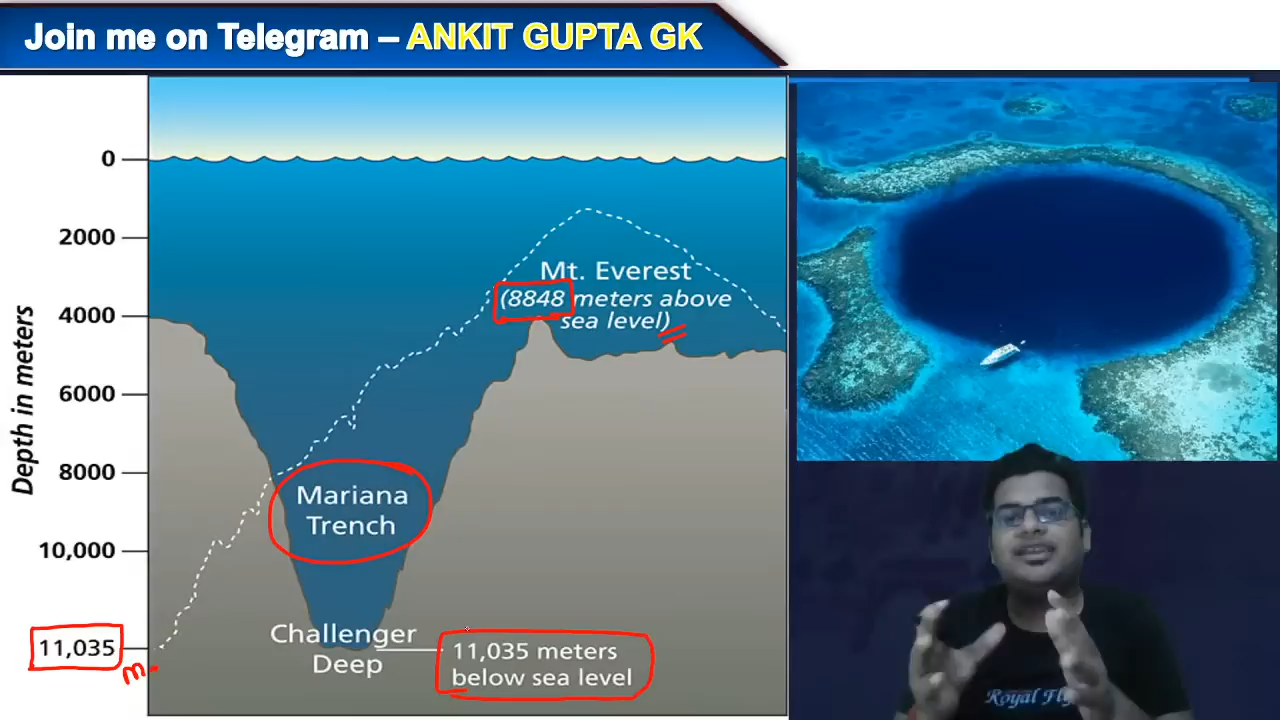 Join me on Telegram – ANKIT GUPTA GK
0
2000
4000
6000
8000
10,000
11,035
m.
Depth in meters
Mt. Everest
(8848 meters above
sea level)
Mariana
Trench
Challenger
Deep
11,035 meters
below sea level
Royal